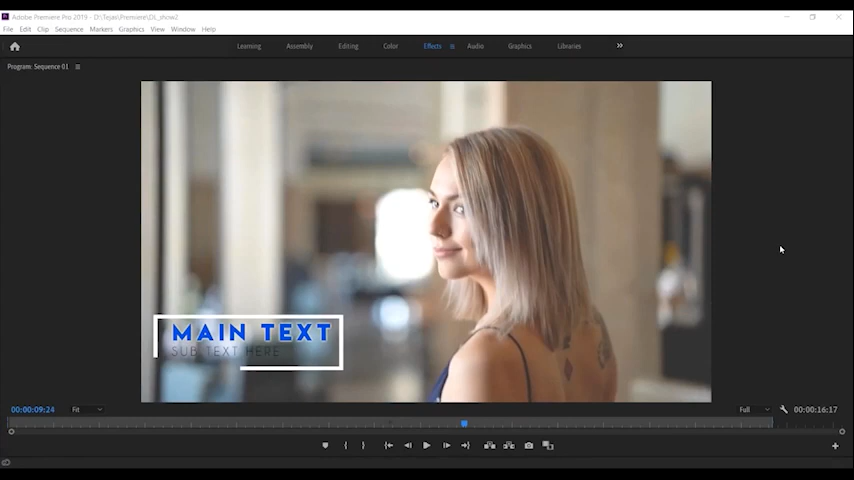 Adobe Premiere Pro 2019 - D:\Tejas\Premiere\DL_show2
File Edit Clip Sequence Markers Graphics View Window Help
Learning Assembly Editing Color Effects Audio Graphics Libraries
Program: Sequence 01
MAIN TEXT
SUB TEXT HERE
00:00:09:24 Fit Full 00:00:16:17